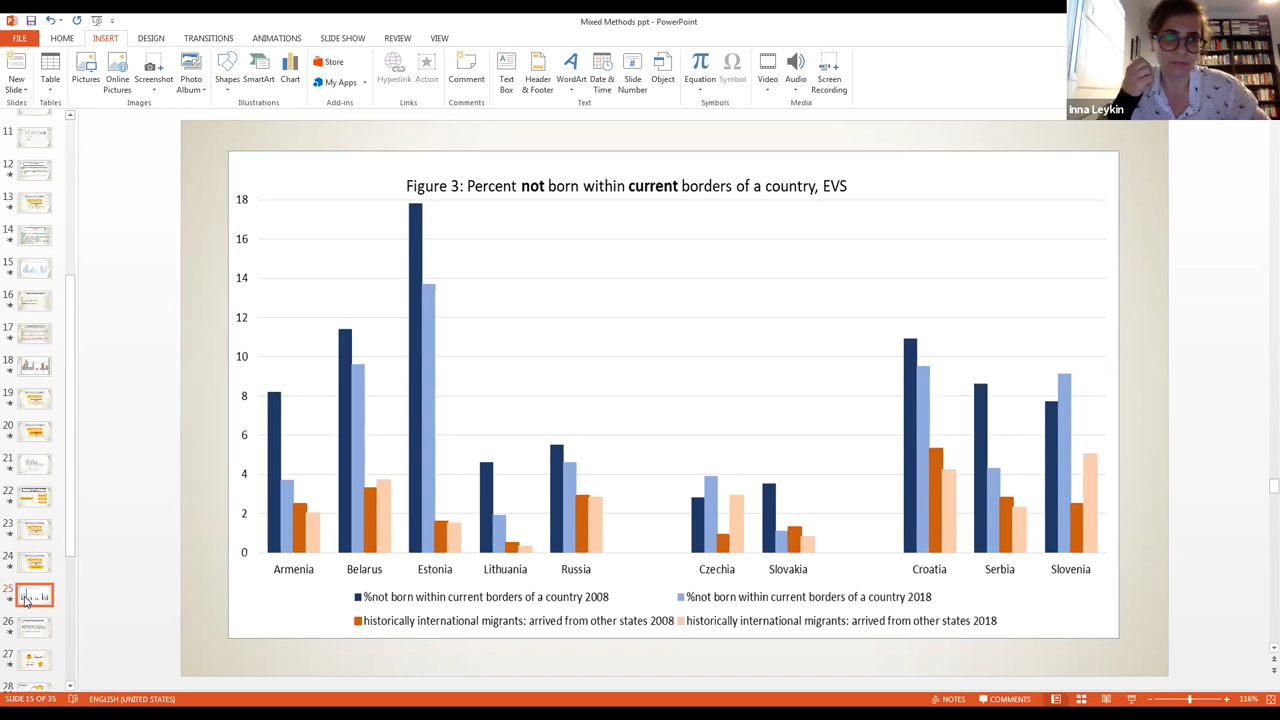 Mixed Methods ppt - PowerPoint
FILE HOME INSERT DESIGN TRANSITIONS ANIMATIONS SLIDE SHOW REVIEW VIEW
New Slide Table Pictures Online Pictures Screenshot Photo Album Shapes SmartArt Chart Store My Apps Hyperlink Action Comment Text Box Header & Footer WordArt Date & Time Slide Number Object Equation Symbol Video Audio Screen Recording
Slides Tables Images Illustrations Add-ins Links Comments Text Symbols Media
Inna Leykin
11
12
13
14
15
16
17
18
19
20
21
22
23
24
25
26
27
28
Figure 3: Percent not born within current borders of a country, EVS
18
16
14
12
10
8
6
4
2
0
Armenia Belarus Estonia Lithuania Russia Czechia Slovakia Croatia Serbia Slovenia
%not born within current borders of a country 2008 %not born within current borders of a country 2018
historically international migrants: arrived from other states 2008 historically international migrants: arrived from other states 2018
SLIDE 15 OF 35 ENGLISH (UNITED STATES) NOTES COMMENTS 116%